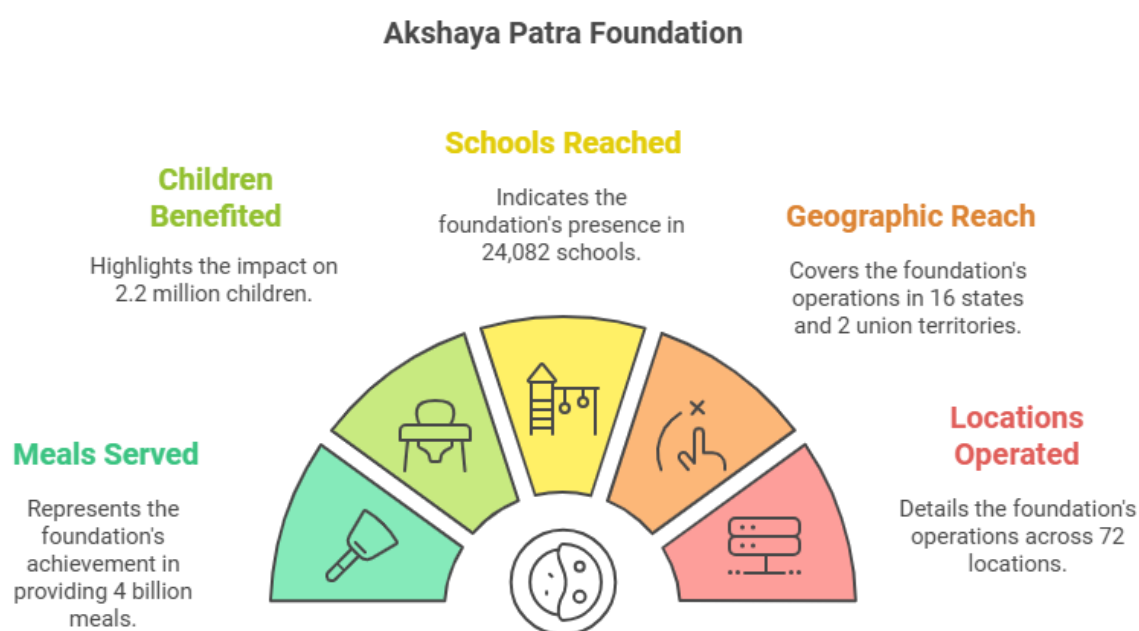 Akshaya Patra Foundation
Schools Reached
Indicates the
foundation's presence in
24,082 schools.
Children
Benefited
Highlights the impact on
2.2 million children.
Geographic Reach
Covers the foundation's
operations in 16 states
and 2 union territories.
Meals Served
Represents the
foundation's
achievement in
providing 4 billion
meals.
Locations
Operated
Details the foundation's
operations across 72
locations.